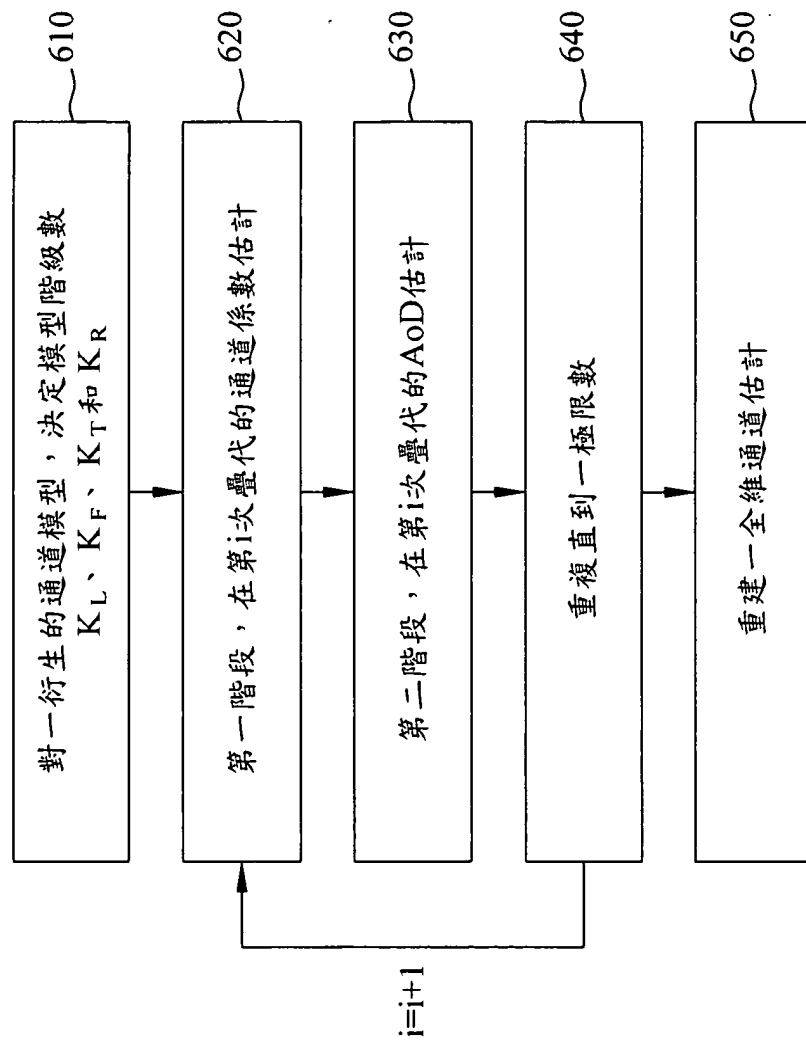 對一衍生的通道模型，決定模型階級數
K_L、K_F、K_T和K_R
610
第一階段，在第i次疊代的通道係數估計
620
第二階段，在第i次疊代的AoD估計
630
重複直到一極限數
640
i=i+1
重建一全維通道估計
650